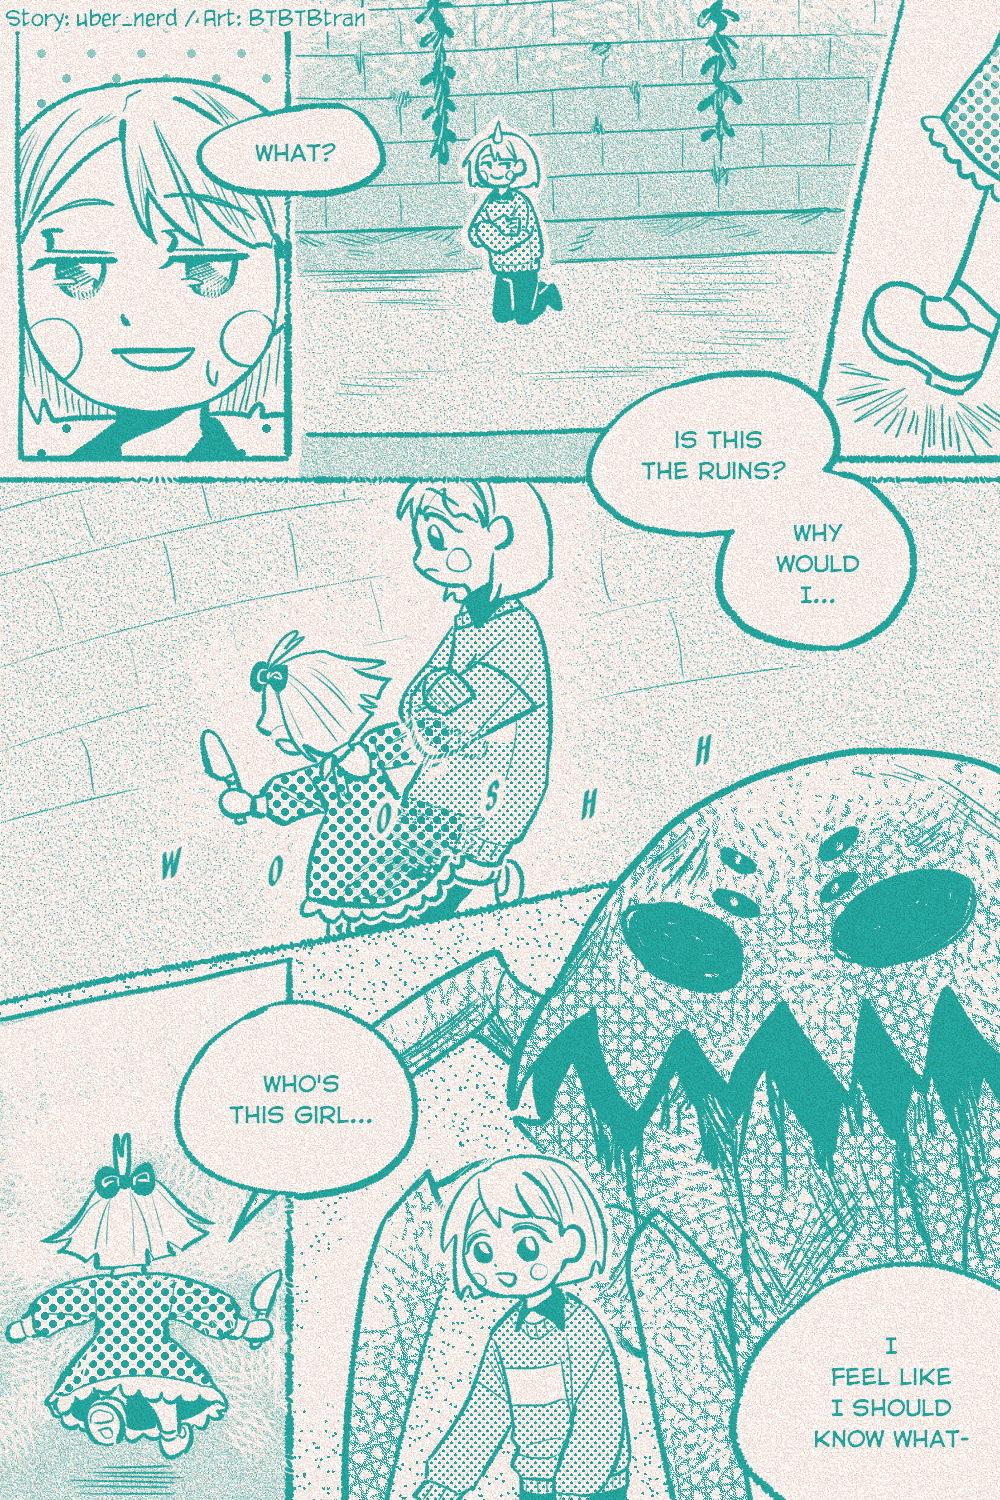 Story: uber_nerd / Art: BTBTBtran
WHAT?
IS THIS
THE RUINS?
WHY
WOULD
I...
W O O S H H
WHO'S
THIS GIRL...
I
FEEL LIKE
I SHOULD
KNOW WHAT-